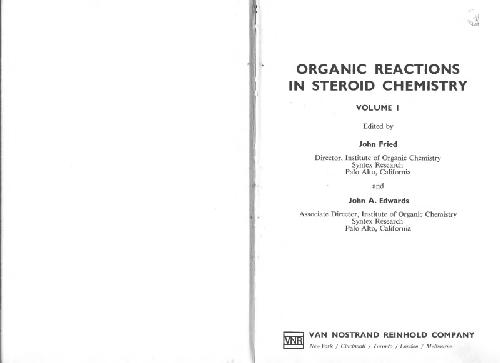 ORGANIC REACTIONS
IN STEROID CHEMISTRY
VOLUME I
Edited by
John Fried
Director, Institute of Organic Chemistry
Syntex Research
Palo Alto, California
and
John A. Edwards
Associate Director, Institute of Organic Chemistry
Syntex Research
Palo Alto, California
VNR
VAN NOSTRAND REINHOLD COMPANY
New York / Cincinnati / Toronto / London / Melbourne